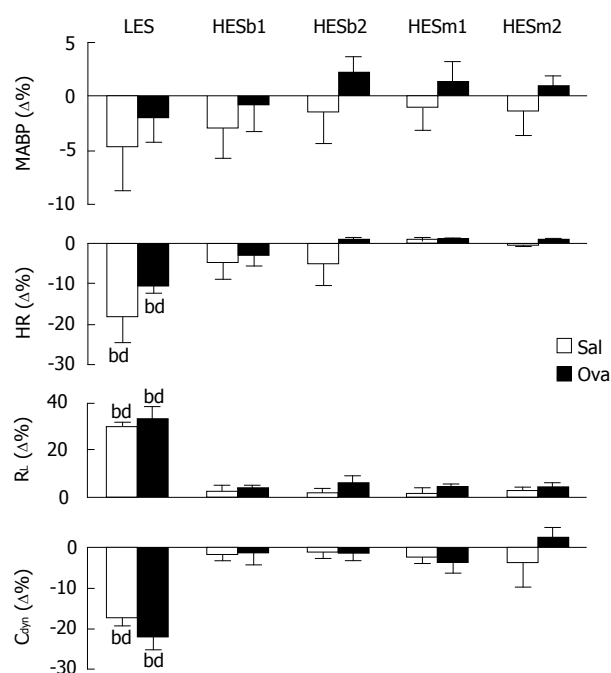 LES HESb1 HESb2 HESm1 HESm2
MABP (Δ%)
5
0
-5
-10
HR (Δ%)
0
-10
-20
-30
bd
bd
Sal
Ova
RL (Δ%)
40
20
0
bd
bd
Cdyn (Δ%)
0
-10
-20
-30
bd
bd